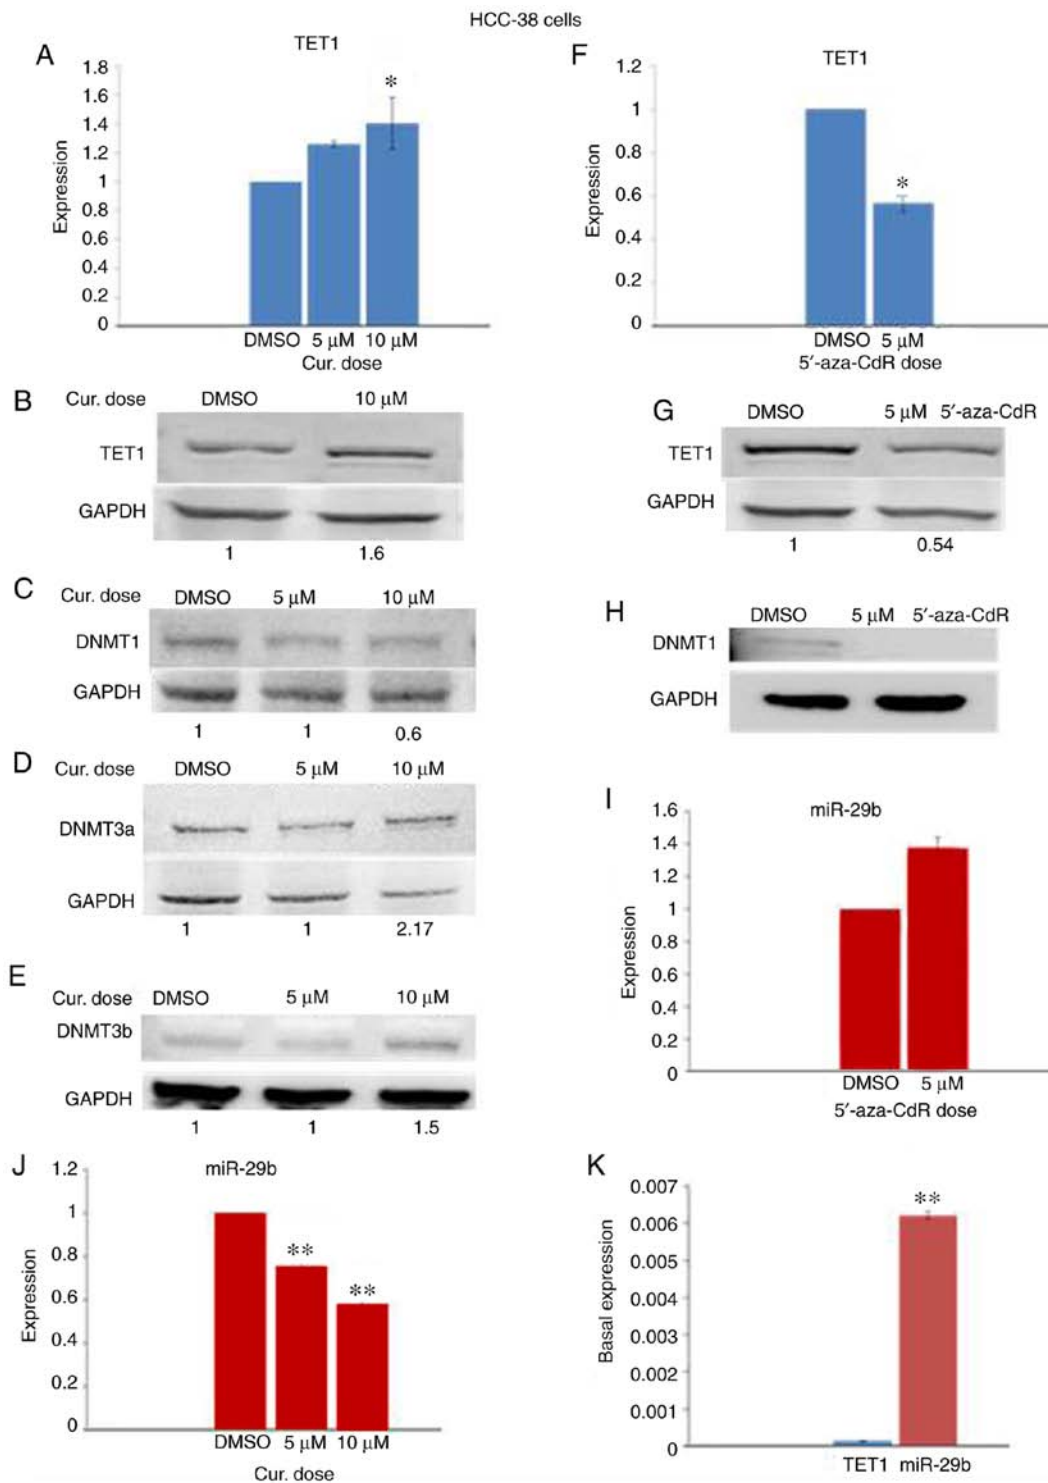 HCC-38 cells
A
TET1
1.8
1.6
1.4
1.2
1
0.8
0.6
0.4
0.2
0
Expression
*
DMSO 5 μM 10 μM
Cur. dose
B
Cur. dose DMSO 10 μM
TET1
GAPDH
1 1.6
C
Cur. dose DMSO 5 μM 10 μM
DNMT1
GAPDH
1 1 0.6
D
Cur. dose DMSO 5 μM 10 μM
DNMT3a
GAPDH
1 1 2.17
E
Cur. dose DMSO 5 μM 10 μM
DNMT3b
GAPDH
1 1 1.5
F
TET1
1.2
1
0.8
0.6
0.4
0.2
0
Expression
*
DMSO 5 μM
5′-aza-CdR dose
G
DMSO 5 μM 5′-aza-CdR
TET1
GAPDH
1 0.54
H
DMSO 5 μM 5′-aza-CdR
DNMT1
GAPDH
I
miR-29b
1.6
1.4
1.2
1
0.8
0.6
0.4
0.2
0
Expression
DMSO 5 μM
5′-aza-CdR dose
J
miR-29b
1.2
1
0.8
0.6
0.4
0.2
0
Expression
**
**
DMSO 5 μM 10 μM
Cur. dose
K
0.007
0.006
0.005
0.004
0.003
0.002
0.001
0
Basal expression
**
TET1 miR-29b